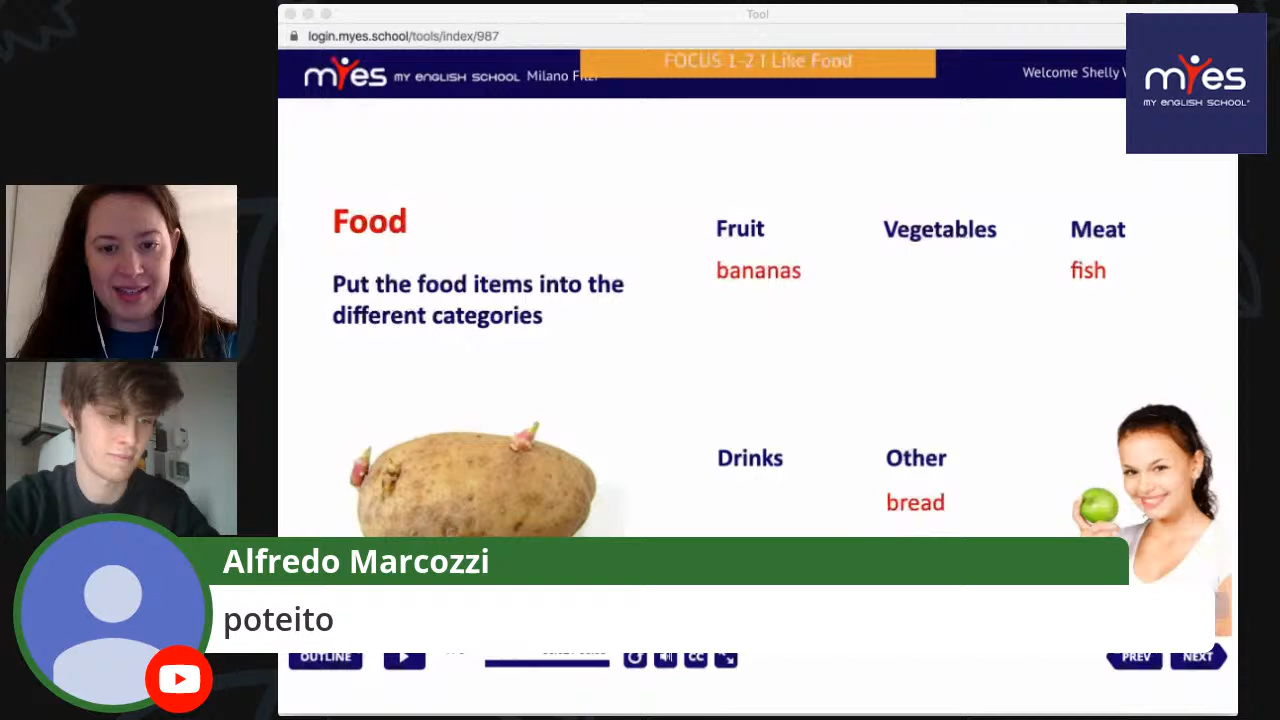 Tool
login.myes.school/tools/index/987
FOCUS 1-2 I Like Food
myes MY ENGLISH SCHOOL Milano
Welcome Shelly
myes
MY ENGLISH SCHOOL
Food
Put the food items into the
different categories
Fruit
bananas
Vegetables
Meat
fish
Drinks
Other
bread
Alfredo Marcozzi
poteito
OUTLINE
CC
PREV
NEXT